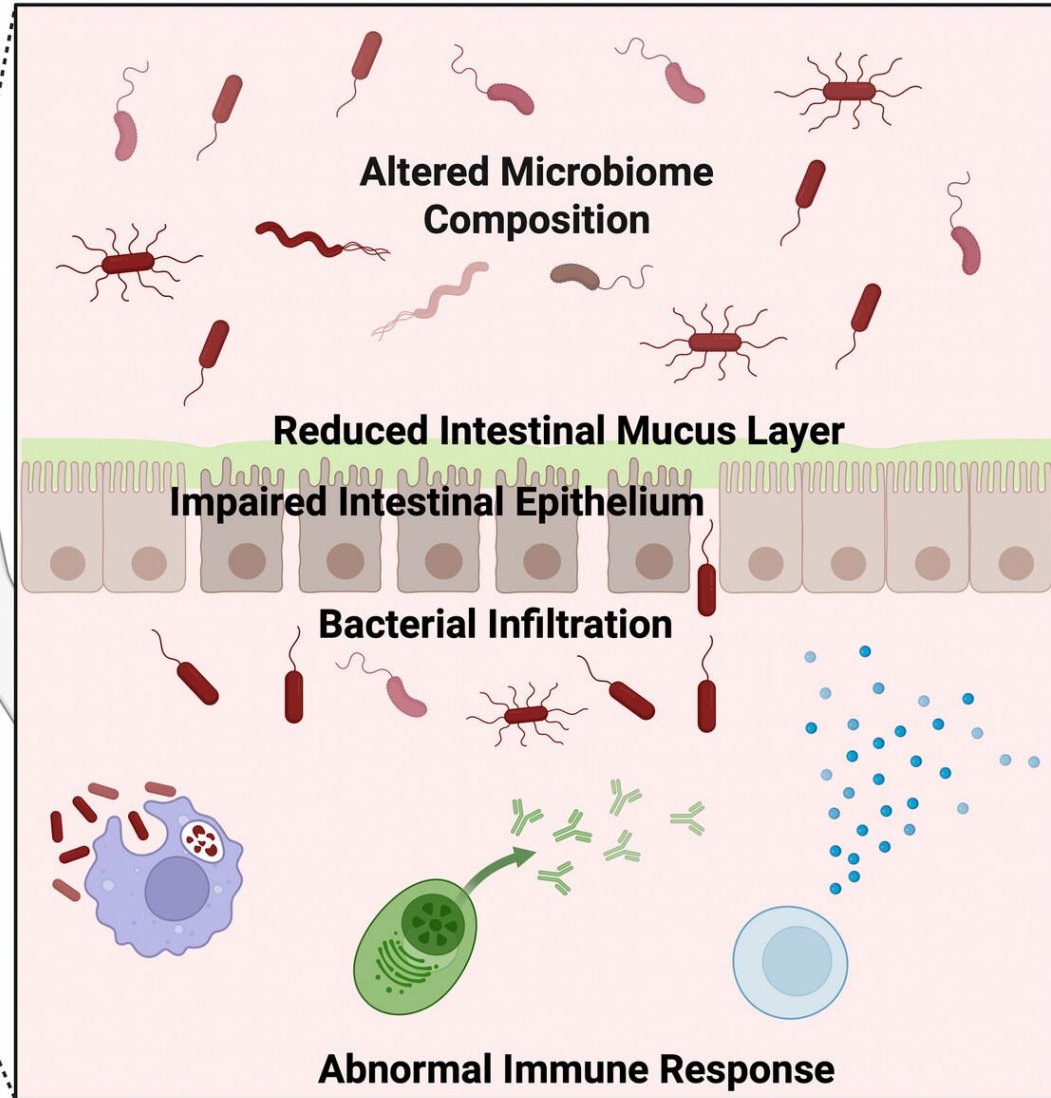 Altered Microbiome
Composition
Reduced Intestinal Mucus Layer
Impaired Intestinal Epithelium
Bacterial Infiltration
Abnormal Immune Response